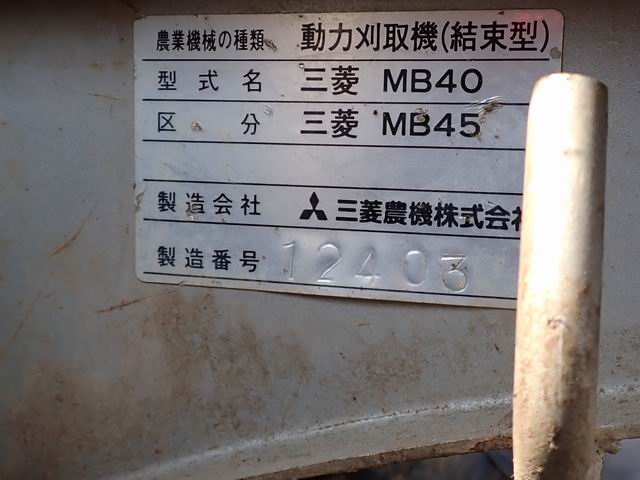 農業機械の種類 動力刈取機(結束型)
型式名 三菱 MB40
区分 三菱 MB45
製造会社 三菱農機株式会
製造番号 12403